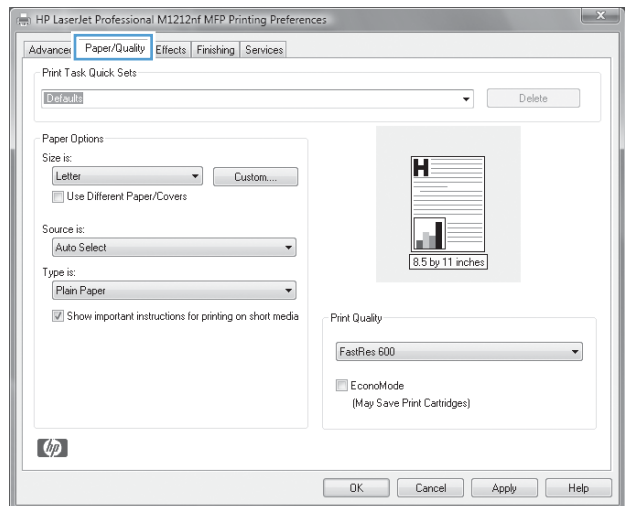 HP LaserJet Professional M1212nf MFP Printing Preferences
Advanced Paper/Quality Effects Finishing Services
Print Task Quick Sets
Defaults Delete
Paper Options
Size is:
Letter Custom....
Use Different Paper/Covers
Source is:
Auto Select
Type is:
Plain Paper
Show important instructions for printing on short media
H
8.5 by 11 inches
Print Quality
FastRes 600
EconoMode
(May Save Print Cartridges)
hp
OK Cancel Apply Help